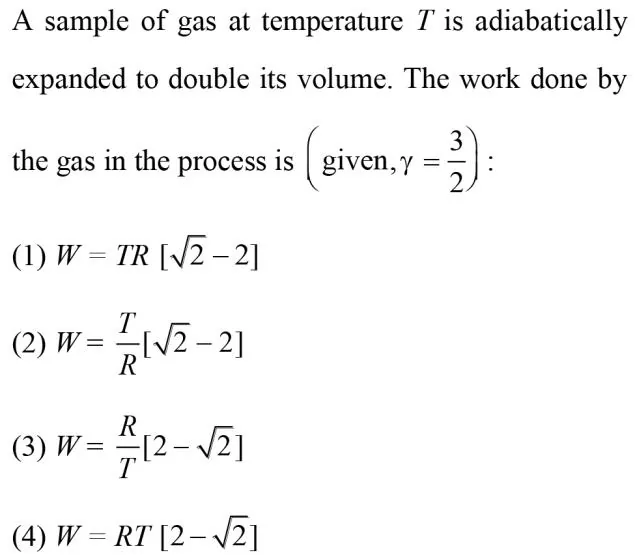 A sample of gas at temperature T is adiabatically
expanded to double its volume. The work done by
the gas in the process is (given, γ = 3/2) :
(1) W = TR [√2 – 2]
(2) W = T/R [√2 – 2]
(3) W = R/T [2 – √2]
(4) W = RT [2 – √2]